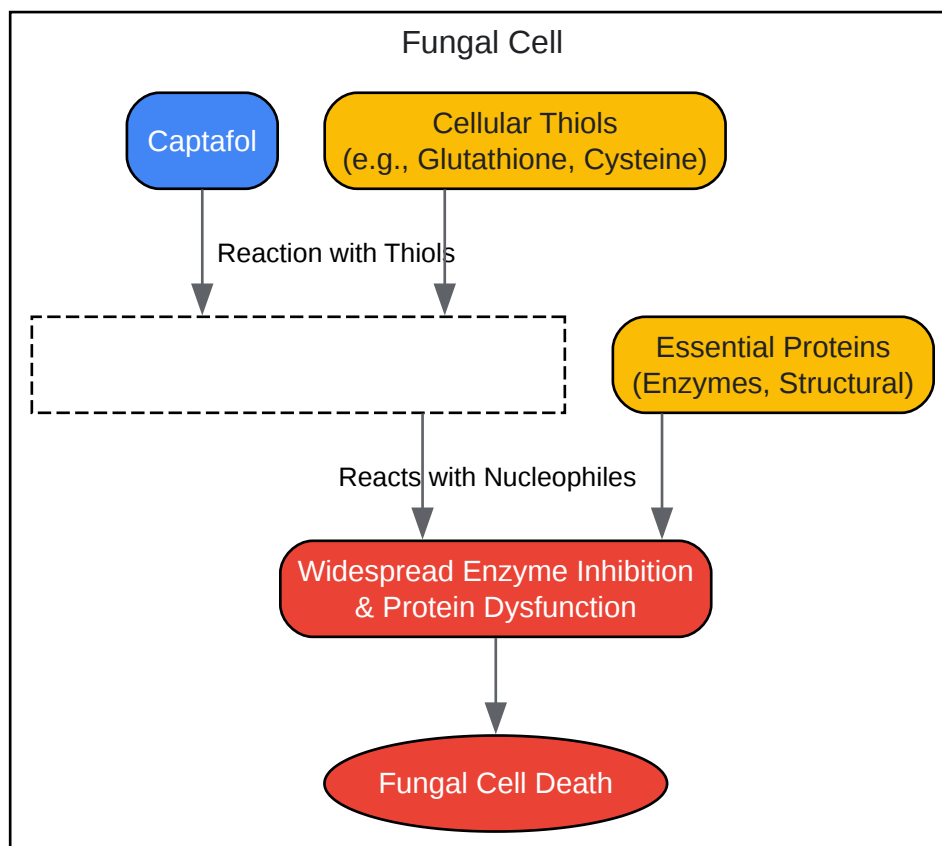 Fungal Cell
Captafol
Cellular Thiols
(e.g., Glutathione, Cysteine)
Reaction with Thiols
Essential Proteins
(Enzymes, Structural)
Reacts with Nucleophiles
Widespread Enzyme Inhibition
& Protein Dysfunction
Fungal Cell Death